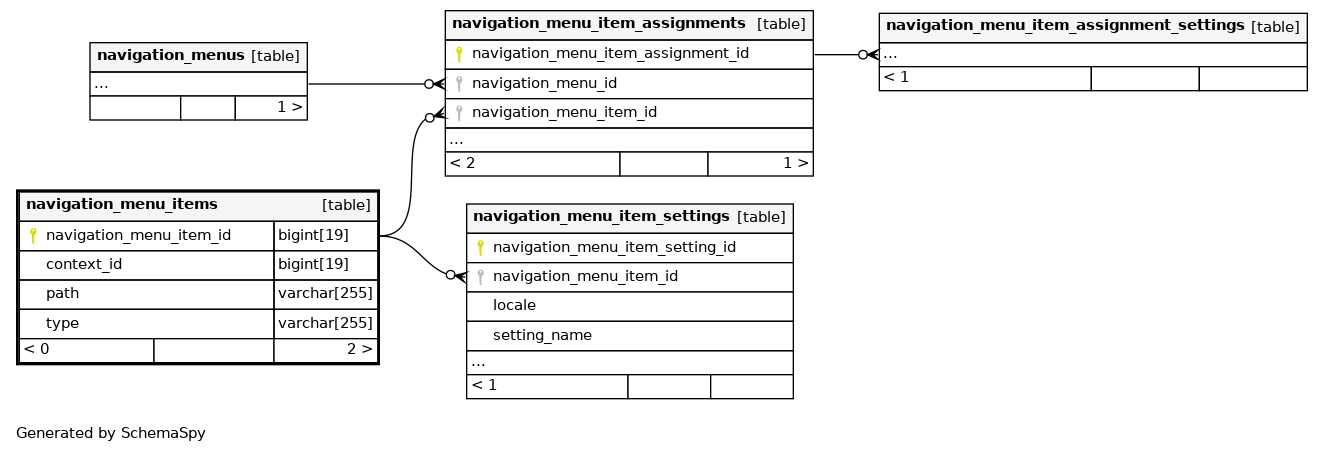 navigation_menus [table]
...
1 >
navigation_menu_item_assignments [table]
navigation_menu_item_assignment_id
navigation_menu_id
navigation_menu_item_id
...
< 2 1 >
navigation_menu_item_assignment_settings [table]
...
< 1
navigation_menu_items [table]
navigation_menu_item_id bigint[19]
context_id bigint[19]
path varchar[255]
type varchar[255]
< 0 2 >
navigation_menu_item_settings [table]
navigation_menu_item_setting_id
navigation_menu_item_id
locale
setting_name
...
< 1
Generated by SchemaSpy